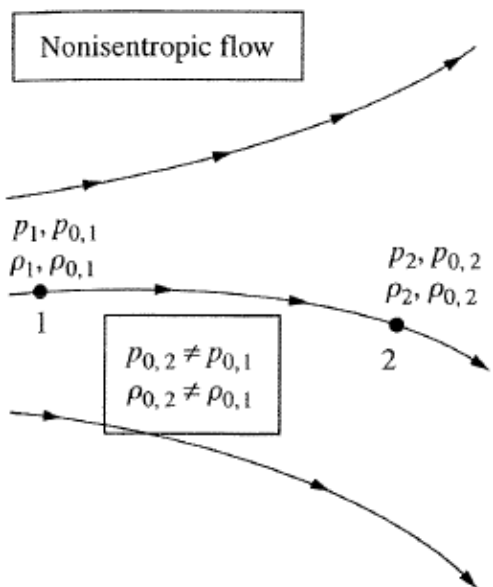 Nonisentropic flow
p₁, p₀,₁
ρ₁, ρ₀,₁
1
p₂, p₀,₂
ρ₂, ρ₀,₂
2
p₀,₂ ≠ p₀,₁
ρ₀,₂ ≠ ρ₀,₁